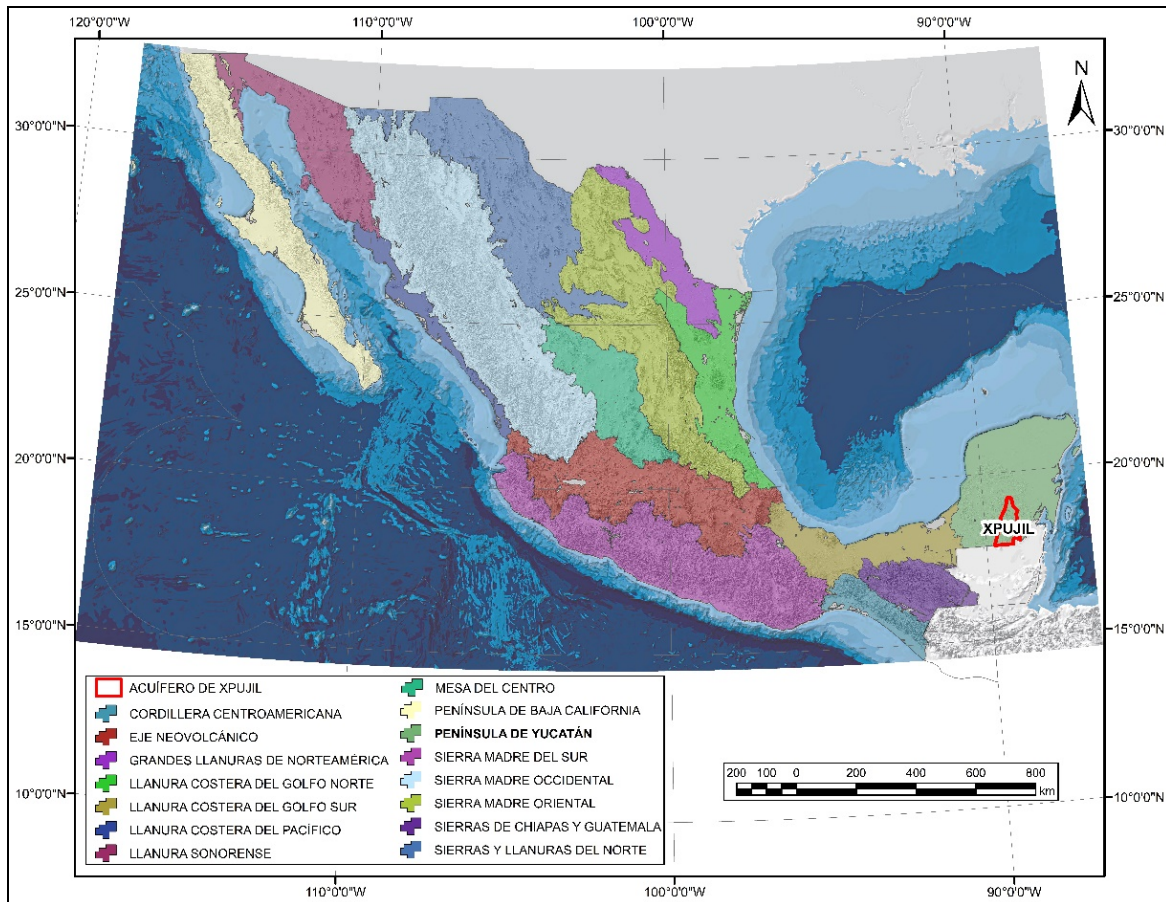 120°0'0"W 110°0'0"W 100°0'0"W 90°0'0"W
N
30°0'0"N 30°0'0"N
25°0'0"N 25°0'0"N
20°0'0"N 20°0'0"N
XPUJIL
15°0'0"N 15°0'0"N
ACUÍFERO DE XPUJIL
CORDILLERA CENTROAMERICANA
EJE NEOVOLCÁNICO
GRANDES LLANURAS DE NORTEAMÉRICA
LLANURA COSTERA DEL GOLFO NORTE
LLANURA COSTERA DEL GOLFO SUR
LLANURA COSTERA DEL PACÍFICO
LLANURA SONORENSE
MESA DEL CENTRO
PENÍNSULA DE BAJA CALIFORNIA
PENÍNSULA DE YUCATÁN
SIERRA MADRE DEL SUR
SIERRA MADRE OCCIDENTAL
SIERRA MADRE ORIENTAL
SIERRAS DE CHIAPAS Y GUATEMALA
SIERRAS Y LLANURAS DEL NORTE
200 100 0 200 400 600 800
km
10°0'0"N 10°0'0"N
110°0'0"W 100°0'0"W 90°0'0"W